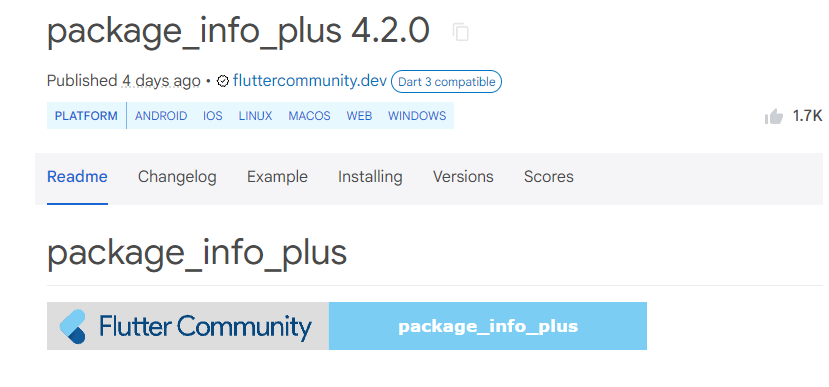 package_info_plus 4.2.0
Published 4 days ago • fluttercommunity.dev Dart 3 compatible
PLATFORM ANDROID IOS LINUX MACOS WEB WINDOWS 1.7K
Readme Changelog Example Installing Versions Scores
package_info_plus
Flutter Community package_info_plus